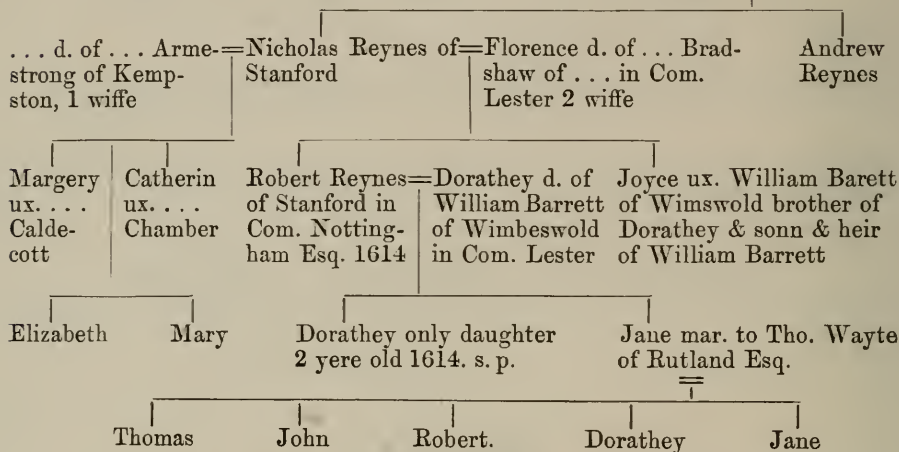 . . . d. of . . . Arme-=Nicholas Reynes of=Florence d. of . . . Brad- Andrew
strong of Kemp- Stanford shaw of . . . in Com. Reynes
ston, 1 wiffe Lester 2 wiffe
Margery Catherin Robert Reynes=Dorathey d. of Joyce ux. William Barett
ux. . . . ux. . . . of Stanford in William Barrett of Wimswold brother of
Calde- Chamber Com. Notting- of Wimbeswold Dorathey & sonn & heir
cott ham Esq. 1614 in Com. Lester of William Barrett
Elizabeth Mary Dorathey only daughter Jane mar. to Tho. Wayte
2 yere old 1614. s. p. of Rutland Esq.
=
Thomas John Robert. Dorathey Jane